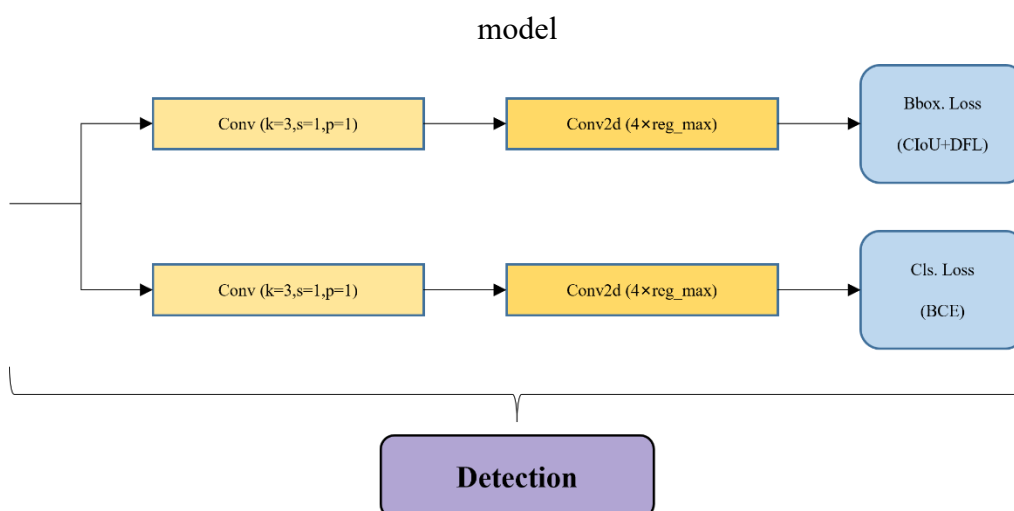 model
Conv (k=3,s=1,p=1)
Conv2d (4×reg_max)
Bbox. Loss
(CIoU+DFL)
Conv (k=3,s=1,p=1)
Conv2d (4×reg_max)
Cls. Loss
(BCE)
Detection